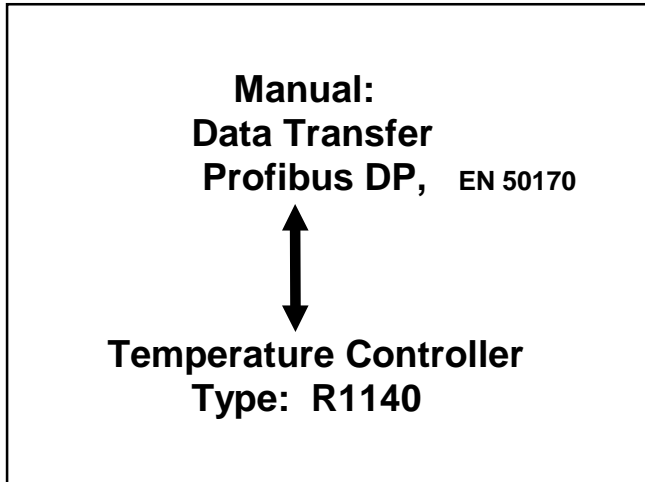 Manual:
Data Transfer
Profibus DP, EN 50170
Temperature Controller
Type: R1140